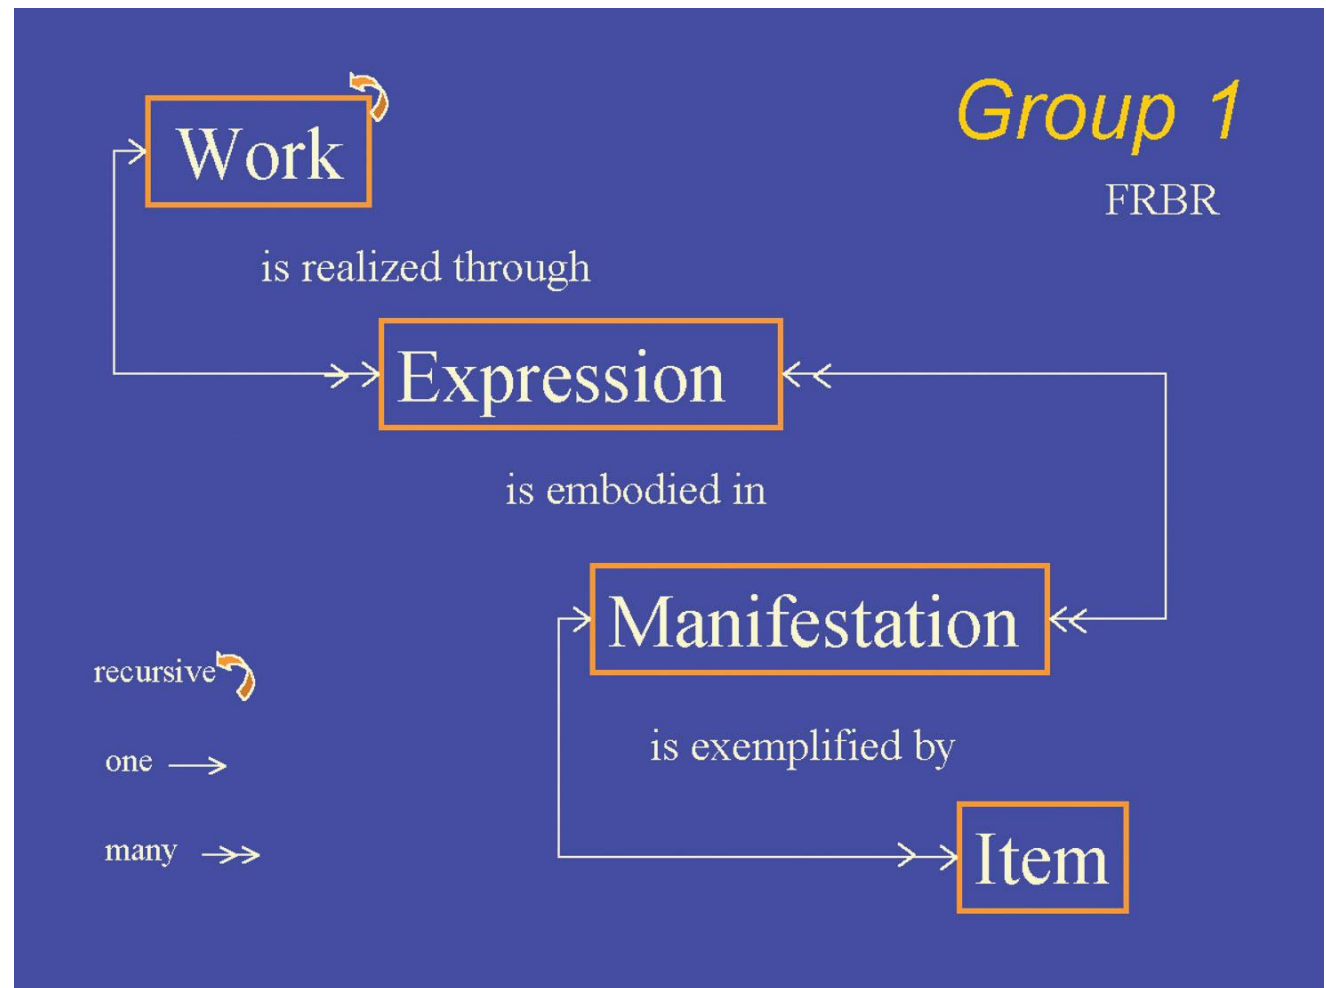 Group 1
FRBR
Work
is realized through
Expression
is embodied in
Manifestation
is exemplified by
Item
recursive
one
many